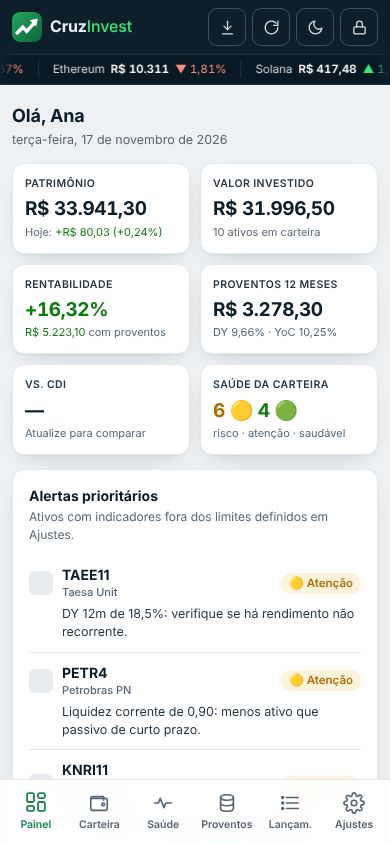 CruzInvest
57% Ethereum R$ 10.311 ▼ 1,81% Solana R$ 417,48 ▲ 1
Olá, Ana
terça-feira, 17 de novembro de 2026
PATRIMÔNIO
R$ 33.941,30
Hoje: +R$ 80,03 (+0,24%)
VALOR INVESTIDO
R$ 31.996,50
10 ativos em carteira
RENTABILIDADE
+16,32%
R$ 5.223,10 com proventos
PROVENTOS 12 MESES
R$ 3.278,30
DY 9,66% · YoC 10,25%
VS. CDI
—
Atualize para comparar
SAÚDE DA CARTEIRA
6 🟡 4 🟢
risco · atenção · saudável
Alertas prioritários
Ativos com indicadores fora dos limites definidos em
Ajustes.
TAEE11
Taesa Unit
🟡 Atenção
DY 12m de 18,5%: verifique se há rendimento não
recorrente.
PETR4
Petrobras PN
🟡 Atenção
Liquidez corrente de 0,90: menos ativo que
passivo de curto prazo.
KNRI11
Painel
Carteira
Saúde
Proventos
Lançam.
Ajustes